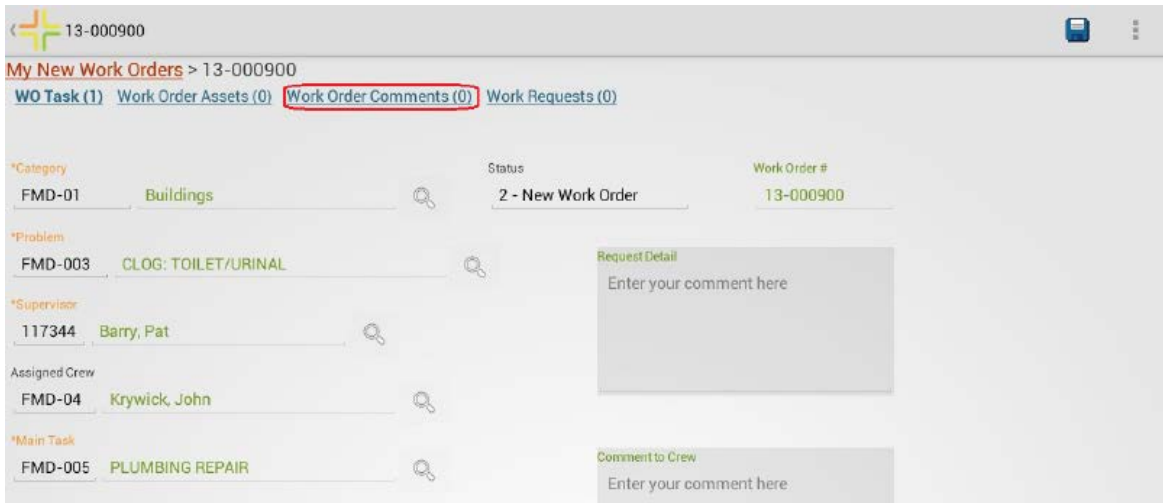 13-000900
My New Work Orders > 13-000900
WO Task (1) Work Order Assets (0) Work Order Comments (0) Work Requests (0)
*Category
Status
Work Order #
FMD-01 Buildings
2 - New Work Order
13-000900
*Problem
FMD-003 CLOG: TOILET/URINAL
Request Detail
Enter your comment here
*Supervisor
117344 Barry, Pat
Assigned Crew
FMD-04 Krywick, John
*Main Task
FMD-005 PLUMBING REPAIR
Comment to Crew
Enter your comment here